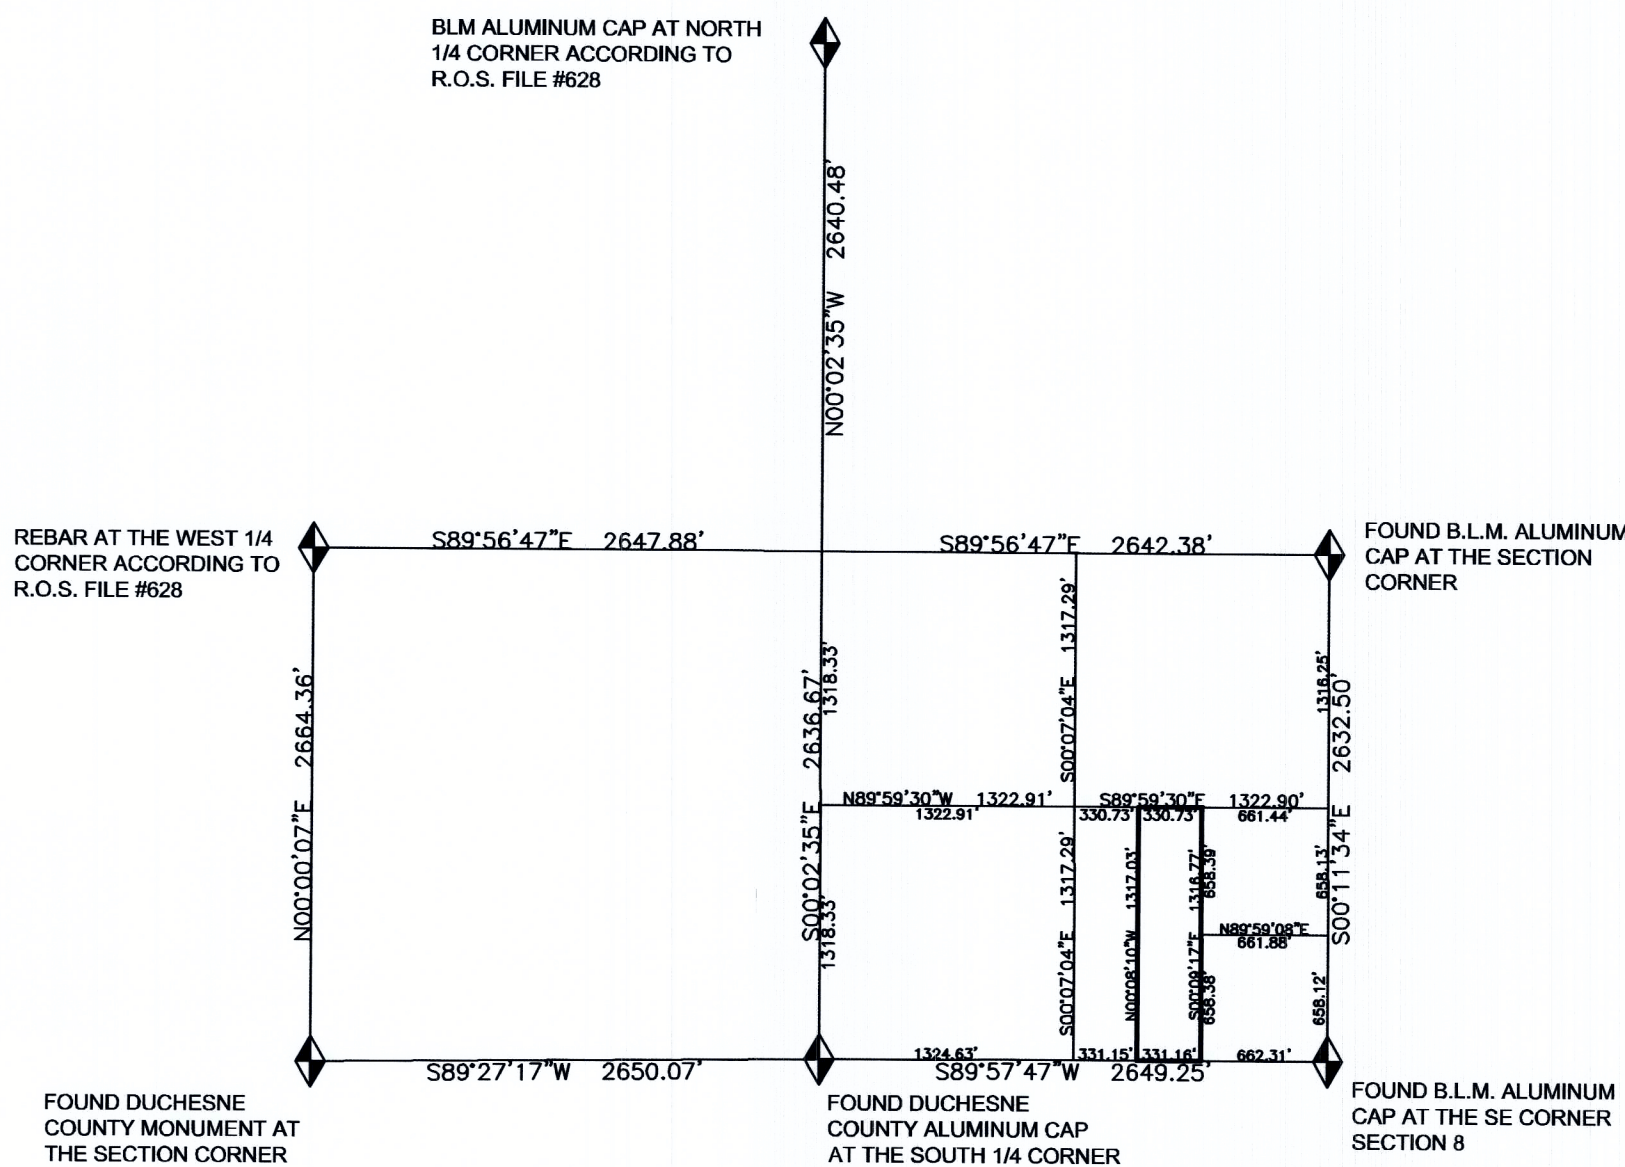 BLM ALUMINUM CAP AT NORTH
1/4 CORNER ACCORDING TO
R.O.S. FILE #628
N00°02'35"W 2640.48'
REBAR AT THE WEST 1/4
CORNER ACCORDING TO
R.O.S. FILE #628
S89°56'47"E 2647.88'
S89°56'47"E 2642.38'
FOUND B.L.M. ALUMINUM
CAP AT THE SECTION
CORNER
N00°00'07"E 2664.36'
S00°02'35"E 2636.67'
1318.33'
1318.33'
S00°07'04"E 1317.29'
1316.25'
S00°11'34"E 2632.50'
N89°59'30"W 1322.91'
1322.91'
S89°59'30"E 1322.90'
330.73'
330.73'
661.44'
S00°07'04"E 1317.29'
N00°08'10"W 1317.03'
S00°09'17"E 1316.77'
658.39'
658.38'
658.13'
N89°59'08"E
661.88'
658.12'
1324.63'
331.15'
331.16'
662.31'
S89°27'17"W 2650.07'
S89°57'47"W 2649.25'
FOUND DUCHESNE
COUNTY MONUMENT AT
THE SECTION CORNER
FOUND DUCHESNE
COUNTY ALUMINUM CAP
AT THE SOUTH 1/4 CORNER
FOUND B.L.M. ALUMINUM
CAP AT THE SE CORNER
SECTION 8